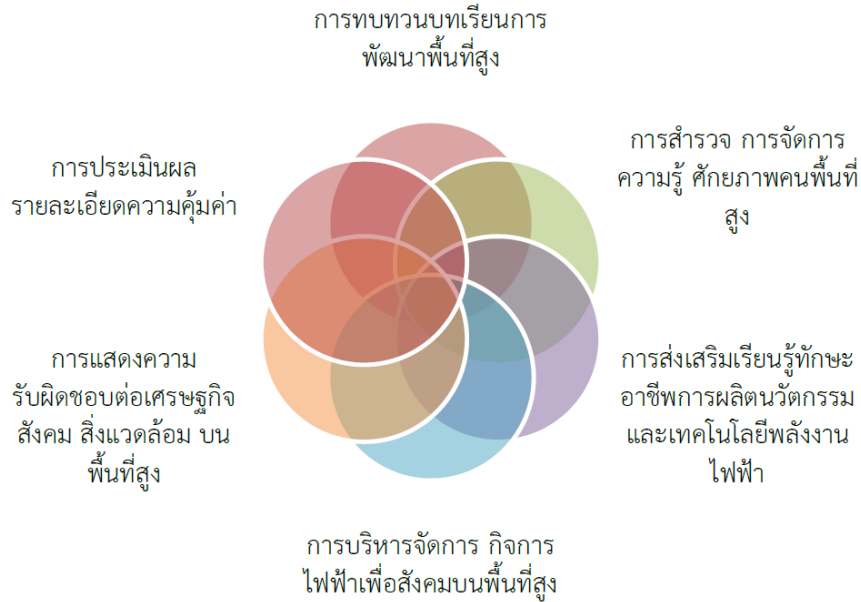 การทบทวนบทเรียนการ
พัฒนาพื้นที่สูง
การสำรวจ การจัดการ
ความรู้ ศักยภาพคนพื้นที่
สูง
การส่งเสริมเรียนรู้ทักษะ
อาชีพการผลิตนวัตกรรม
และเทคโนโลยีพลังงาน
ไฟฟ้า
การบริหารจัดการ กิจการ
ไฟฟ้าเพื่อสังคมบนพื้นที่สูง
การแสดงความ
รับผิดชอบต่อเศรษฐกิจ
สังคม สิ่งแวดล้อม บน
พื้นที่สูง
การประเมินผล
รายละเอียดความคุ้มค่า